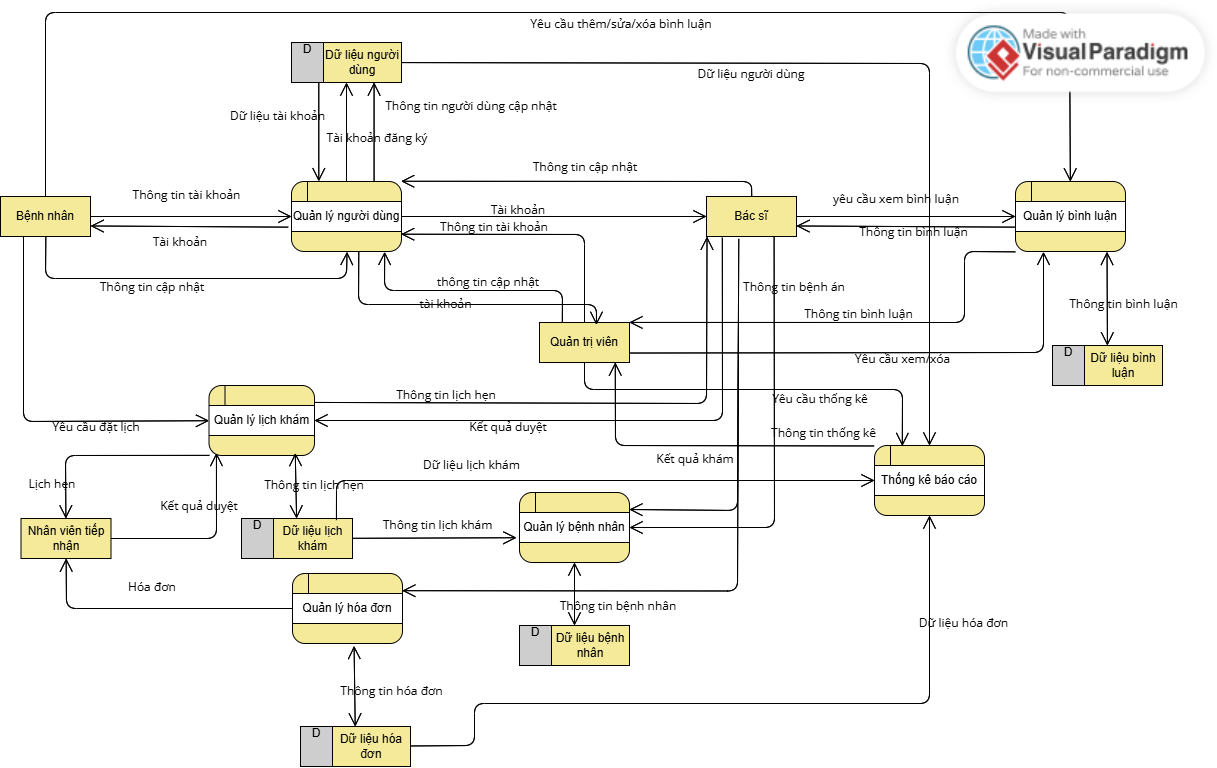 Yêu cầu thêm/sửa/xóa bình luận
Made with
VisualParadigm
For non-commercial use
D
Dữ liệu người
dùng
Dữ liệu người dùng
Thông tin người dùng cập nhật
Dữ liệu tài khoản
Tài khoản đăng ký
Thông tin cập nhật
Thông tin tài khoản
Bệnh nhân
Quản lý người dùng
Tài khoản
Bác sĩ
yêu cầu xem bình luận
Quản lý bình luận
Thông tin tài khoản
Thông tin bình luận
Tài khoản
Thông tin cập nhật
thông tin cập nhật
Thông tin bệnh án
tài khoản
Thông tin bình luận
Thông tin bình luận
Quản trị viên
D
Dữ liệu bình
luận
Yêu cầu xem/xóa
Thông tin lịch hẹn
Yêu cầu thống kê
Quản lý lịch khám
Yêu cầu đặt lịch
Kết quả duyệt
Thông tin thống kê
Kết quả khám
Dữ liệu lịch khám
Thống kê báo cáo
Lịch hẹn
Thông tin lịch hẹn
Kết quả duyệt
Nhân viên tiếp
nhận
D
Dữ liệu lịch
khám
Thông tin lịch khám
Quản lý bệnh nhân
Hóa đơn
Quản lý hóa đơn
Thông tin bệnh nhân
Dữ liệu hóa đơn
D
Dữ liệu bệnh
nhân
Thông tin hóa đơn
D
Dữ liệu hóa
đơn